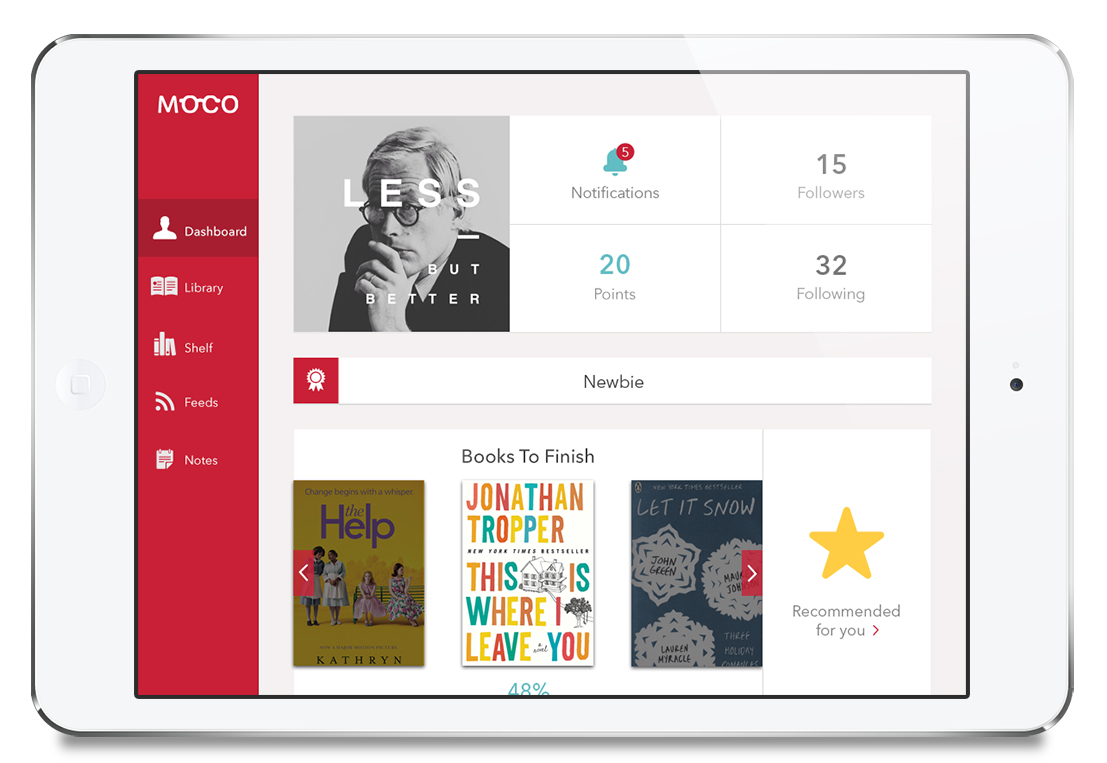 MOCO
Dashboard
Library
Shelf
Feeds
Notes
LESS
BUT
BETTER
5
Notifications
15
Followers
20
Points
32
Following
Newbie
Books To Finish
Change begins with a whisper
the
Help
KATHRYN
JONATHAN
TROPPER
NEW YORK TIMES BESTSELLER
THIS IS
WHERE I
LEAVE a novel YOU
NEW YORK TIMES BESTSELLER
LET IT SNOW
JOHN
GREEN
LAUREN
MYRACLE
THREE
HOLIDAY
48%
Recommended
for you